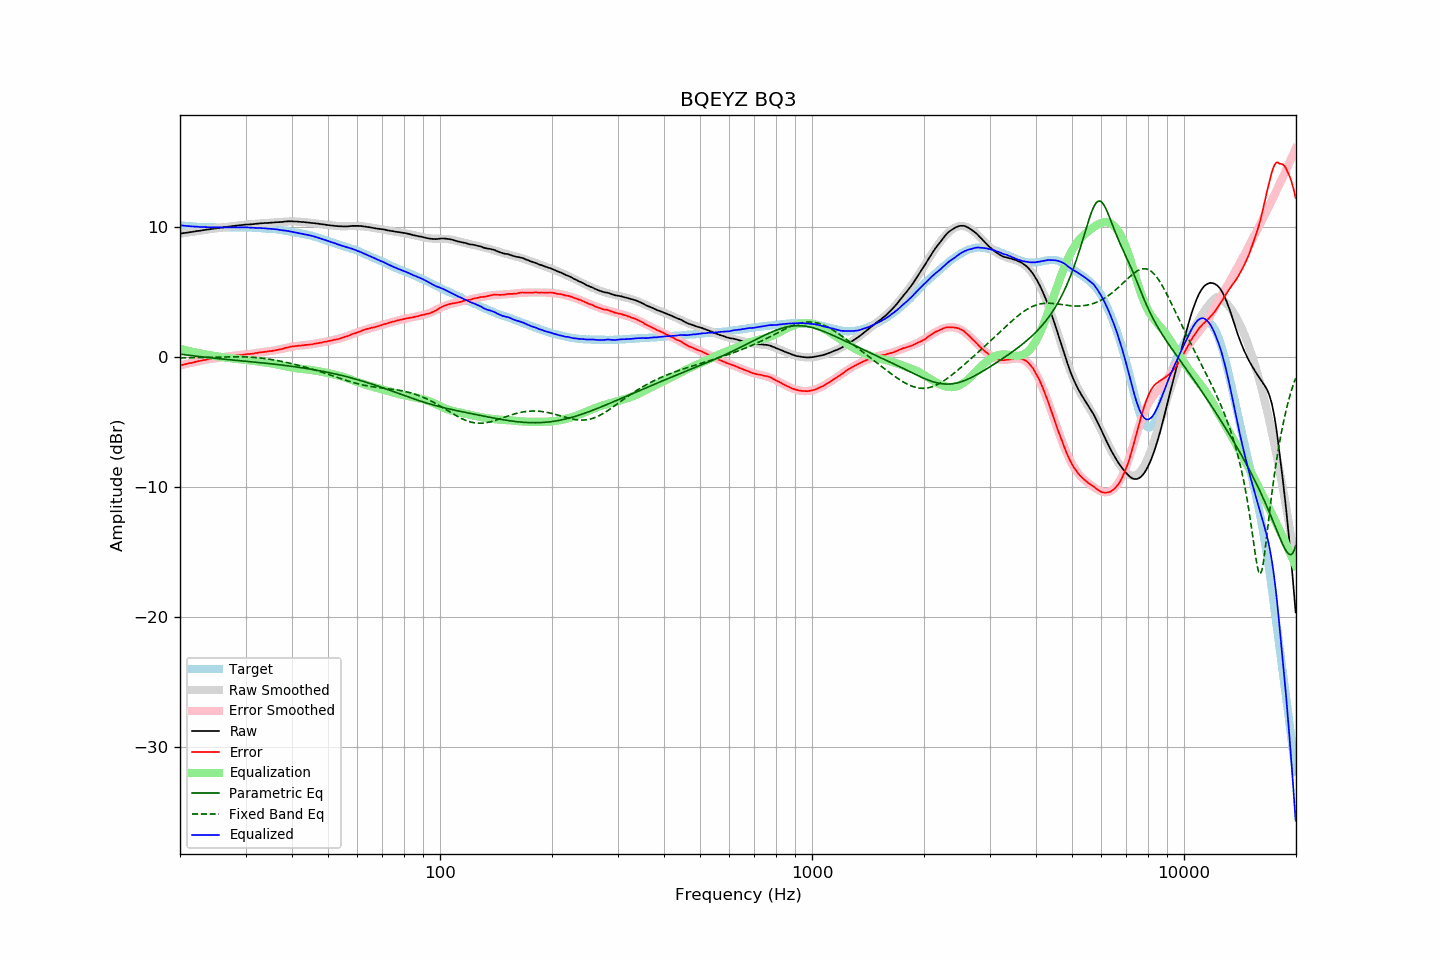 BQEYZ BQ3
10
0
−10
−20
−30
Amplitude (dBr)
Target
Raw Smoothed
Error Smoothed
Raw
Error
Equalization
Parametric Eq
Fixed Band Eq
Equalized
100
1000
10000
Frequency (Hz)